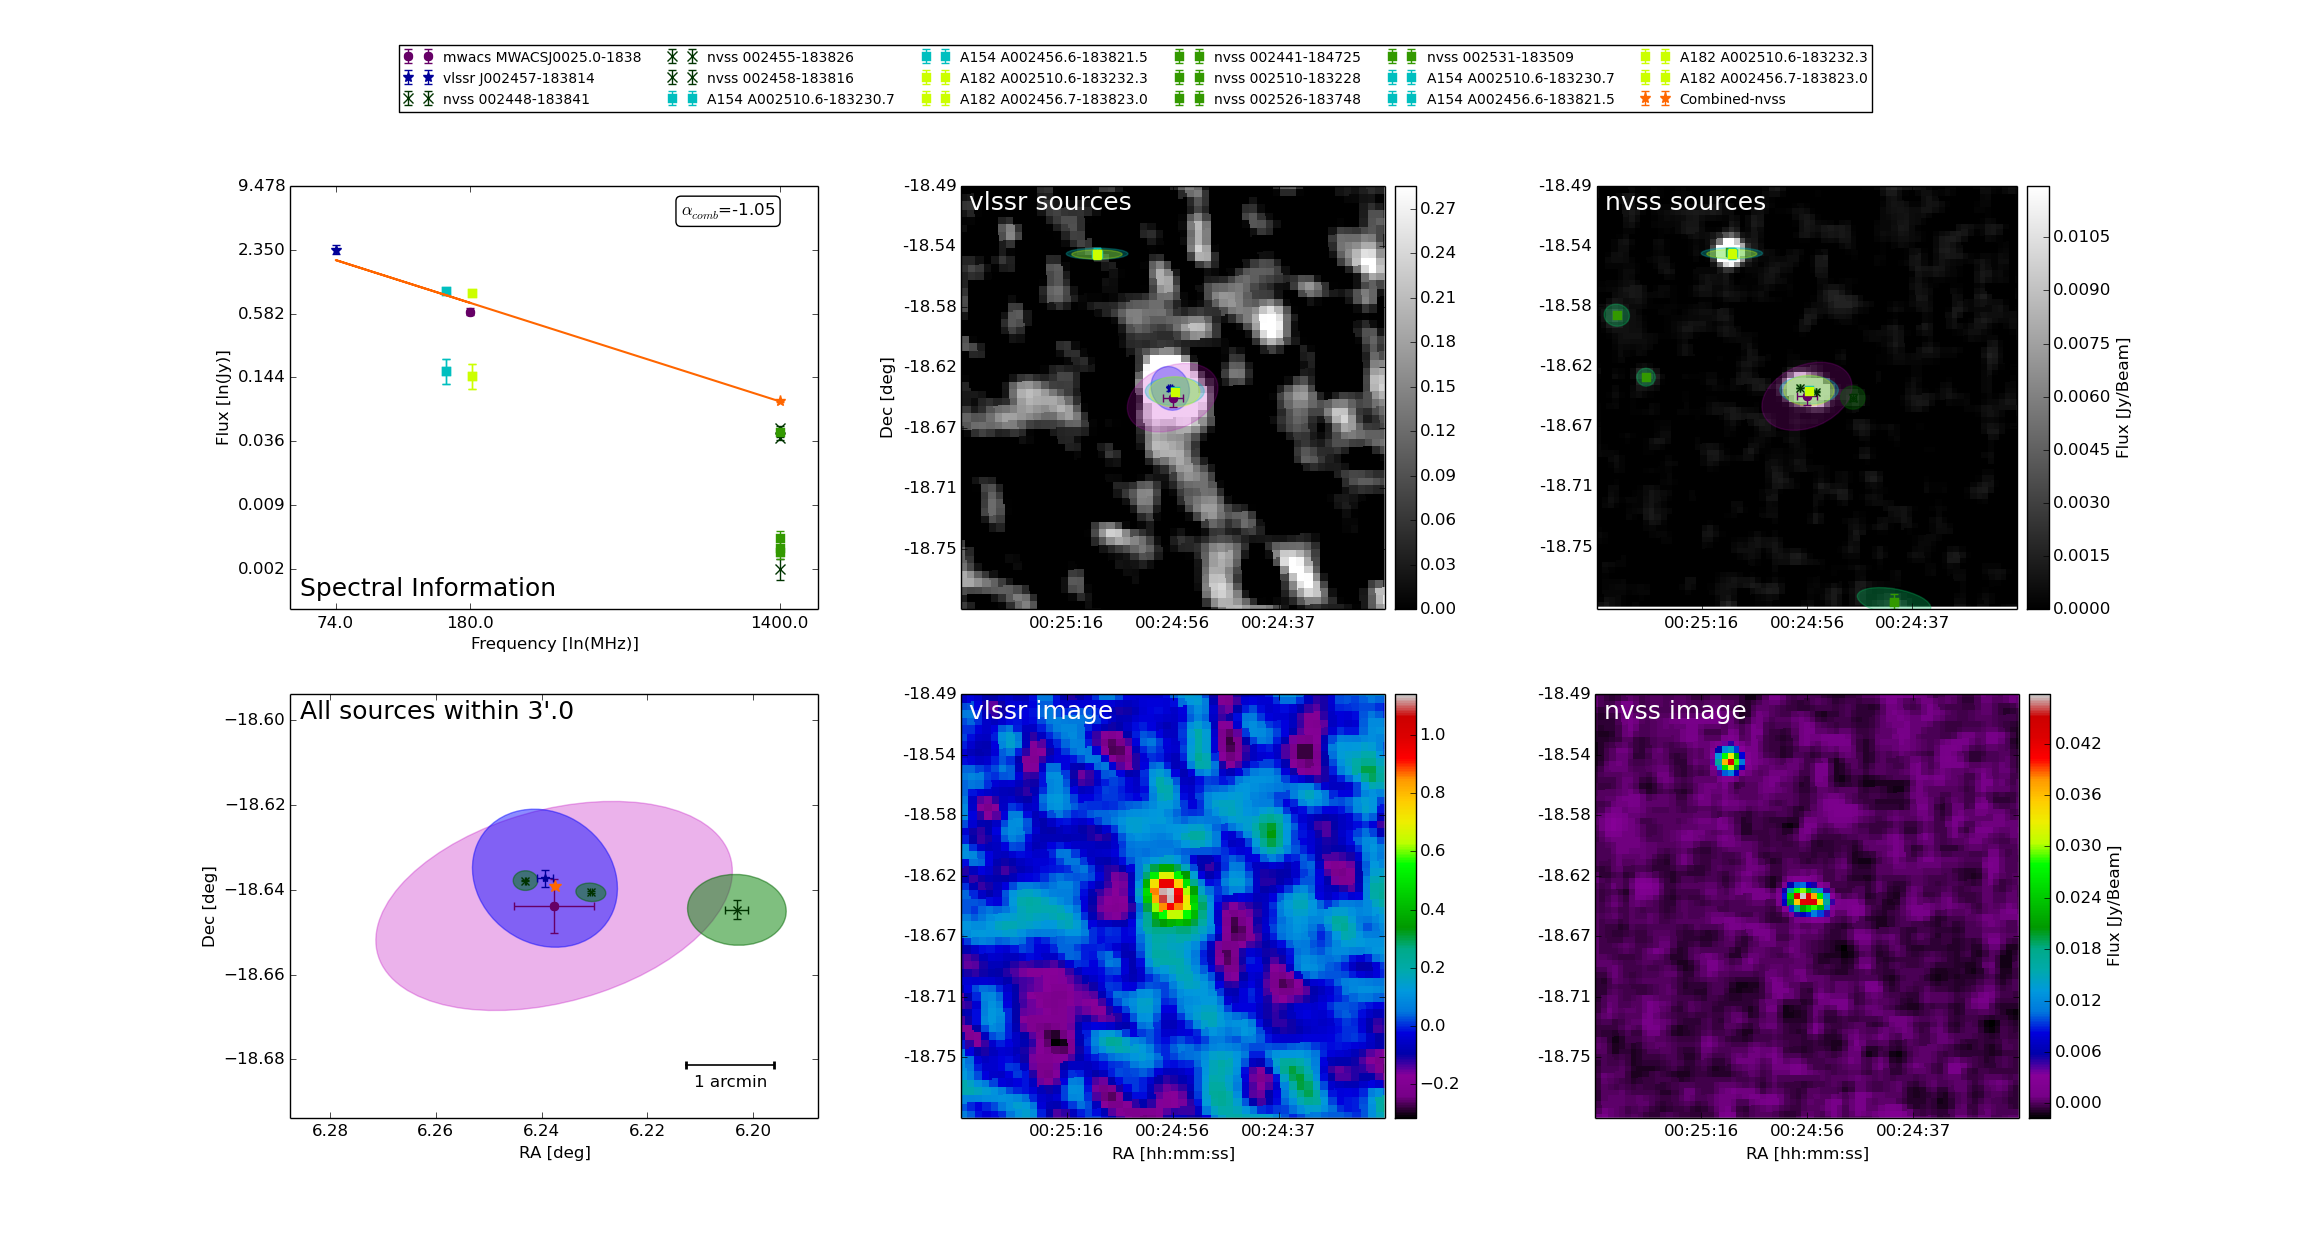 mwacs MWACSJ0025.0-1838
vlssr J002457-183814
nvss 002448-183841
nvss 002455-183826
nvss 002458-183816
A154 A002510.6-183230.7
A154 A002456.6-183821.5
A182 A002510.6-183232.3
A182 A002456.7-183823.0
nvss 002441-184725
nvss 002510-183228
nvss 002526-183748
nvss 002531-183509
A154 A002510.6-183230.7
A154 A002456.6-183821.5
A182 A002510.6-183232.3
A182 A002456.7-183823.0
Combined-nvss
9.478
2.350
0.582
0.144
0.036
0.009
0.002
Flux [ln(Jy)]
αcomb=-1.05
Spectral Information
74.0 180.0 1400.0
Frequency [ln(MHz)]
vlssr sources
-18.49
-18.54
-18.58
-18.62
-18.67
-18.71
-18.75
Dec [deg]
00:25:16 00:24:56 00:24:37
0.27
0.24
0.21
0.18
0.15
0.12
0.09
0.06
0.03
0.00
nvss sources
-18.49
-18.54
-18.58
-18.62
-18.67
-18.71
-18.75
00:25:16 00:24:56 00:24:37
0.0105
0.0090
0.0075
0.0060
0.0045
0.0030
0.0015
0.0000
Flux [Jy/Beam]
All sources within 3'.0
−18.60
−18.62
−18.64
−18.66
−18.68
Dec [deg]
1 arcmin
6.28 6.26 6.24 6.22 6.20
RA [deg]
vlssr image
-18.49
-18.54
-18.58
-18.62
-18.67
-18.71
-18.75
00:25:16 00:24:56 00:24:37
RA [hh:mm:ss]
1.0
0.8
0.6
0.4
0.2
0.0
−0.2
nvss image
-18.49
-18.54
-18.58
-18.62
-18.67
-18.71
-18.75
00:25:16 00:24:56 00:24:37
RA [hh:mm:ss]
0.042
0.036
0.030
0.024
0.018
0.012
0.006
0.000
Flux [Jy/Beam]